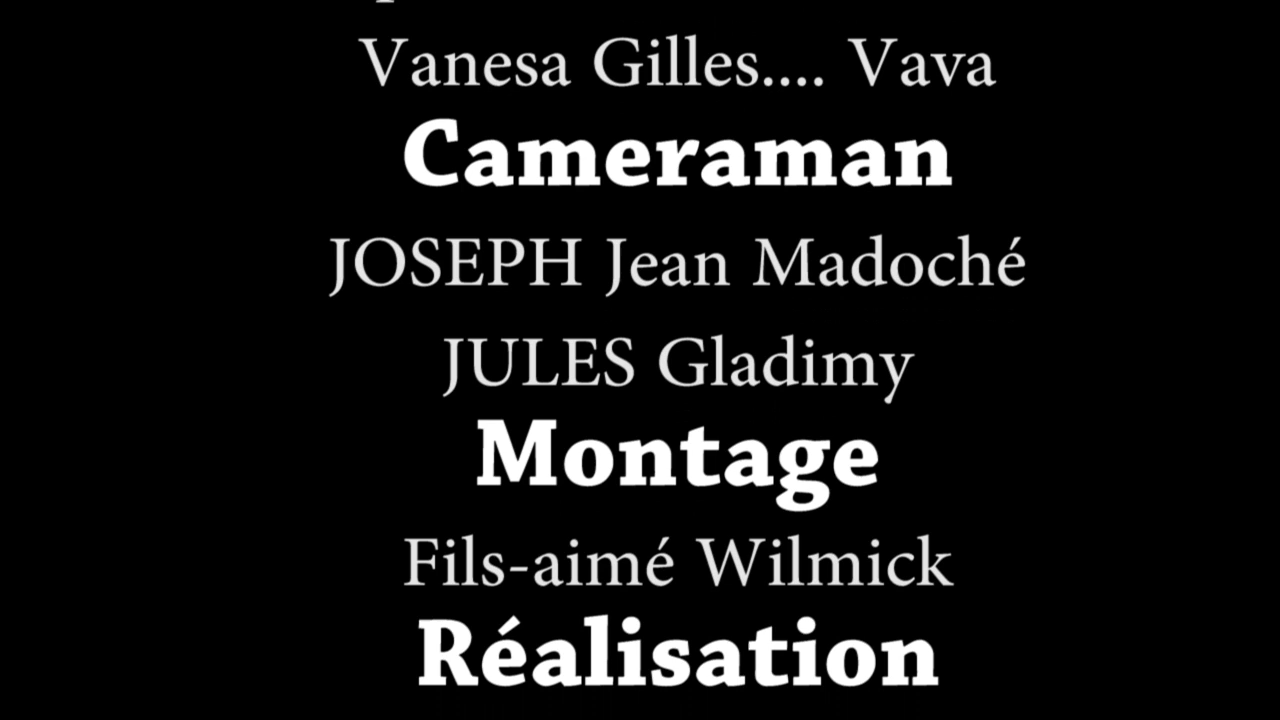 Vanesa Gilles.... Vava
Cameraman
JOSEPH Jean Madoché
JULES Gladimy
Montage
Fils-aimé Wilmick
Réalisation